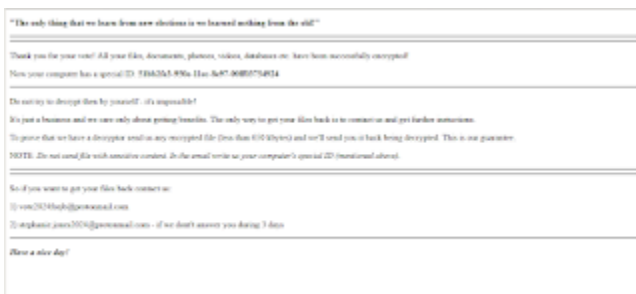 "The only thing that we learn from new elections is we learned nothing from the old!"
Thank you for your vote! All your files, documents, photoes, videos, databases etc. have been successfully encrypted!
Now your computer has a special ID:
Do not try to decrypt then by yourself - it's impossible!
It's just a business and we care only about getting benefits. The only way to get your files back is to contact us and get further instuctions.
To prove that we have a decryptor send us any encrypted file (less than 650 kbytes) and we'll send you it back being decrypted. This is our guarantee.
NOTE: Do not send file with sensitive content. In the email write us your computer's special ID (mentioned above).
So if you want to get your files back contact us:
1) @protonmail.com
2) stephanie.jones2024@protonmail.com - if we don't answer you during 3 days
Have a nice day!